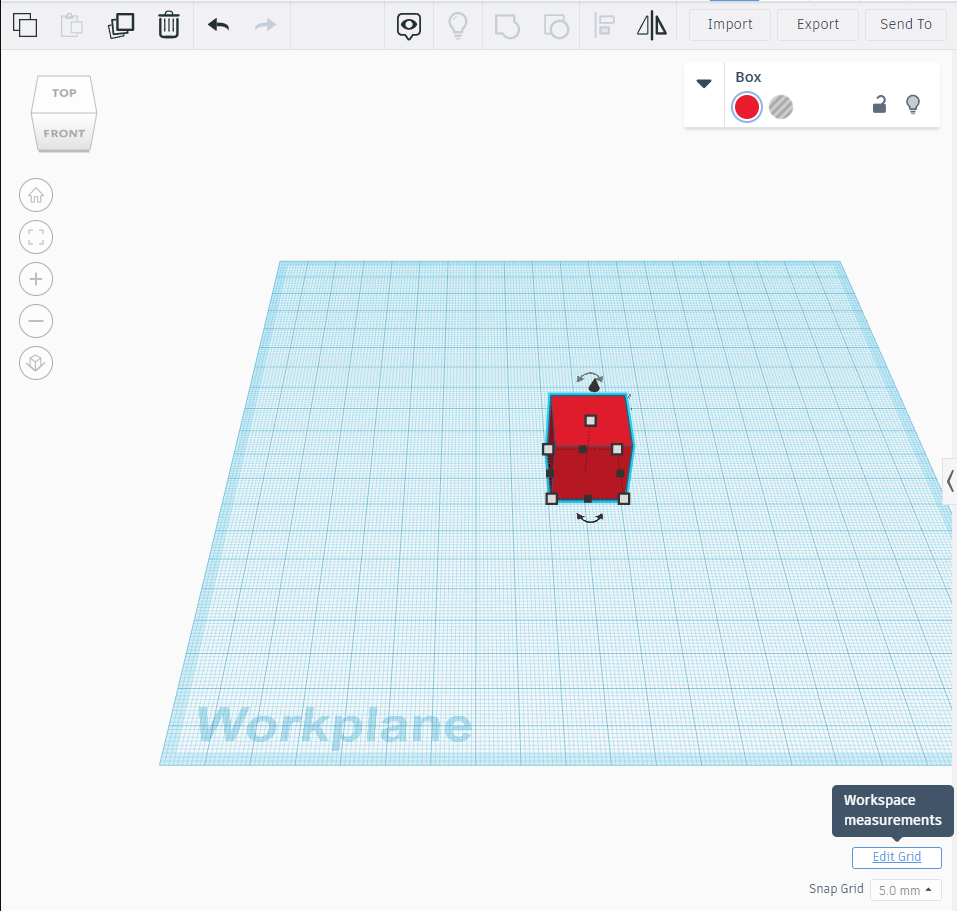 Import
Export
Send To
Box
TOP
FRONT
Workplane
Workspace
measurements
Edit Grid
Snap Grid
5.0 mm